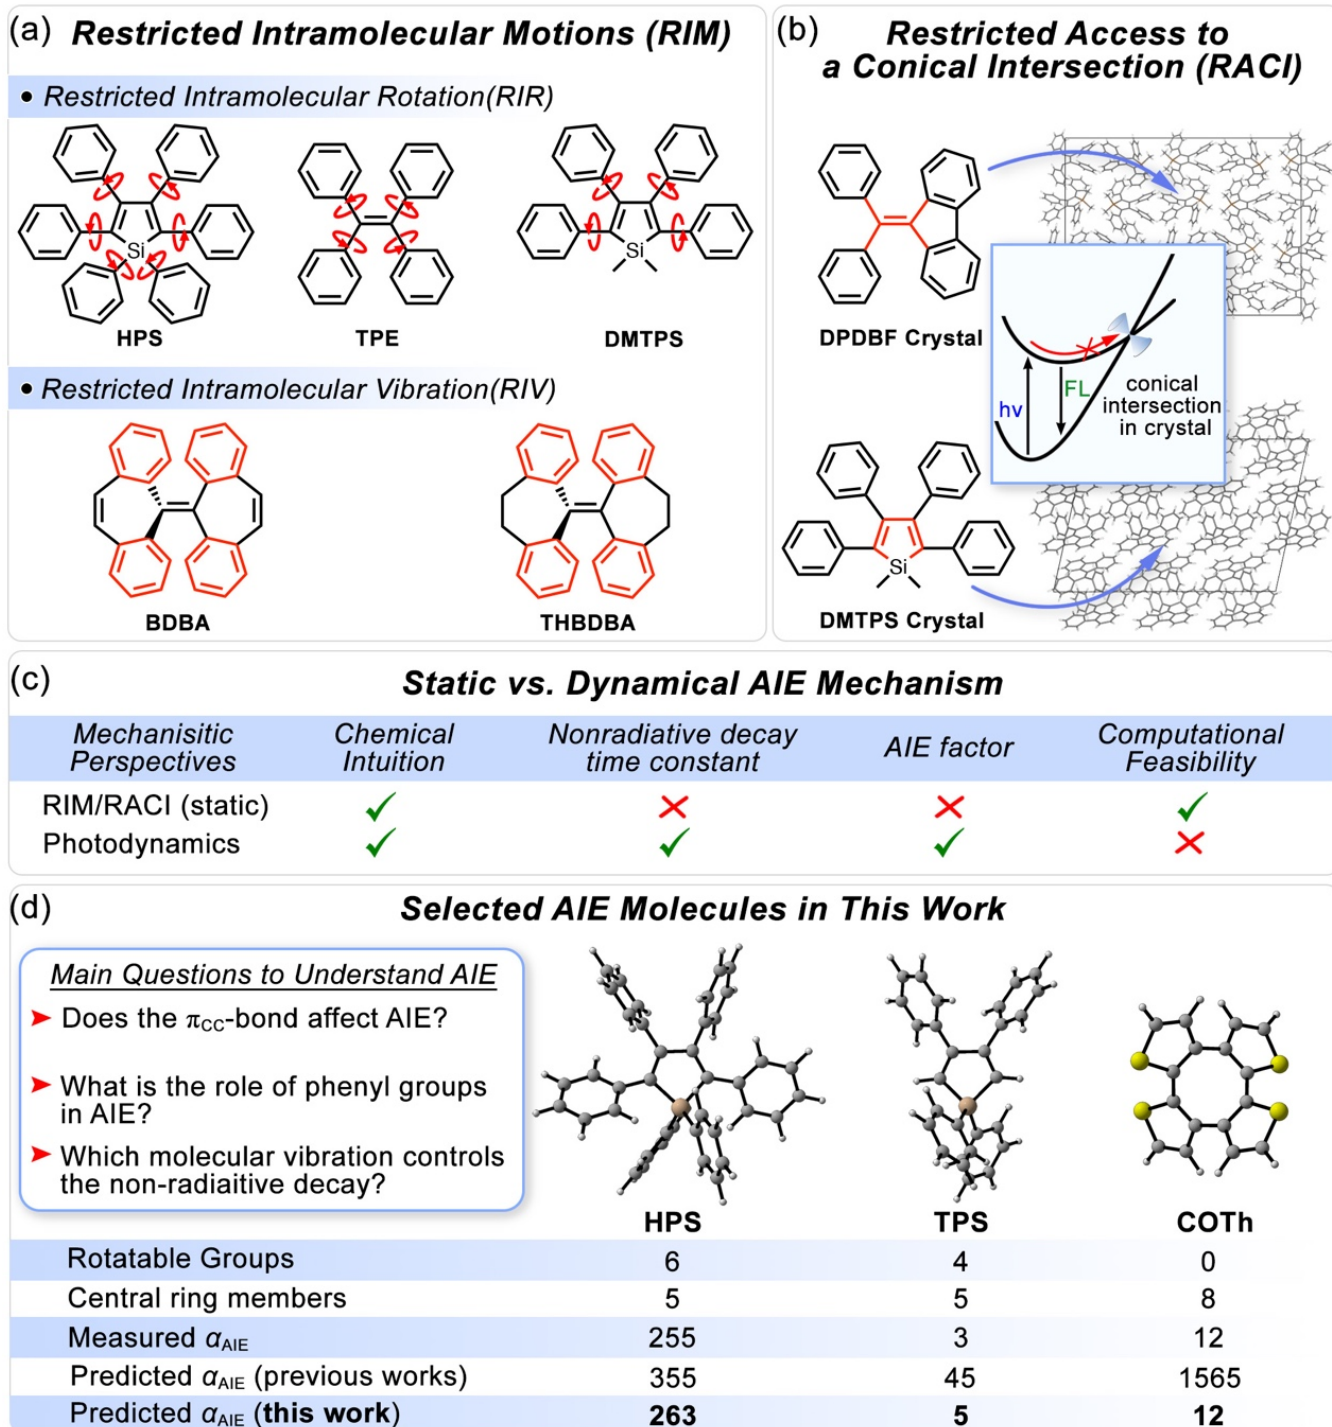 (a) Restricted Intramolecular Motions (RIM)
• Restricted Intramolecular Rotation(RIR)
Si
Si
HPS
TPE
DMTPS
• Restricted Intramolecular Vibration(RIV)
BDBA
THBDBA
(b) Restricted Access to
a Conical Intersection (RACI)
DPDBF Crystal
hv
FL
conical
intersection
in crystal
Si
DMTPS Crystal
(c) Static vs. Dynamical AIE Mechanism
Mechanisitic Perspectives
Chemical Intuition
Nonradiative decay time constant
AIE factor
Computational Feasibility
RIM/RACI (static) ✓ ✗ ✗ ✓
Photodynamics ✓ ✓ ✓ ✗
(d) Selected AIE Molecules in This Work
Main Questions to Understand AIE
➤ Does the πCC-bond affect AIE?
➤ What is the role of phenyl groups
in AIE?
➤ Which molecular vibration controls
the non-radiaitive decay?
HPS TPS COTh
Rotatable Groups 6 4 0
Central ring members 5 5 8
Measured αAIE 255 3 12
Predicted αAIE (previous works) 355 45 1565
Predicted αAIE (this work) 263 5 12